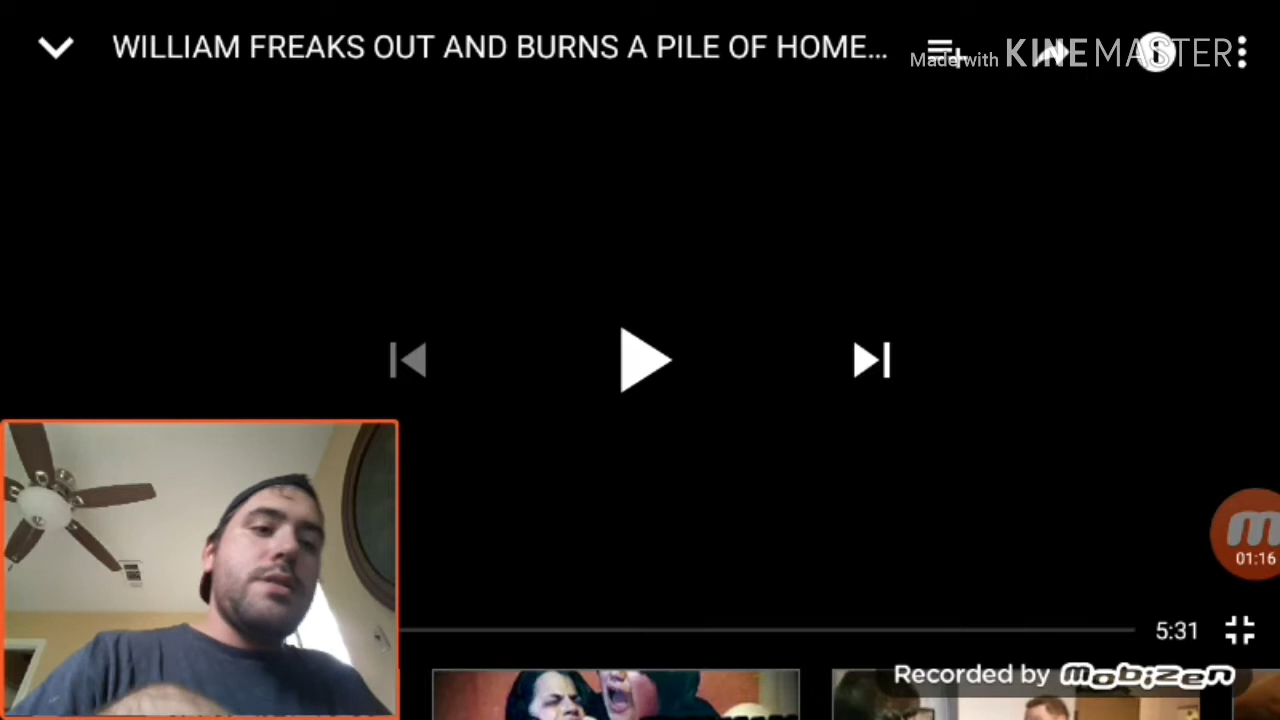 WILLIAM FREAKS OUT AND BURNS A PILE OF HOME...
Made with KINEMASTER
01:16
5:31
Recorded by mobizen